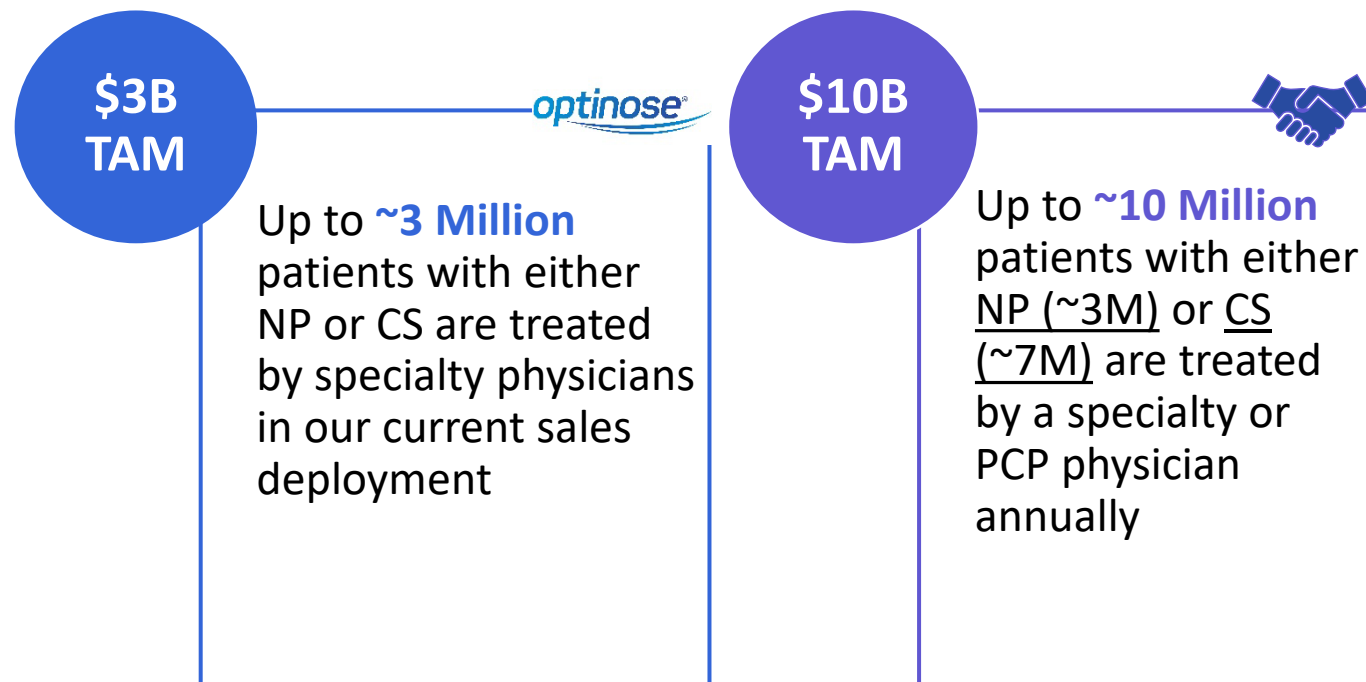 $3B
TAM
optinose®
Up to ~3 Million
patients with either
NP or CS are treated
by specialty physicians
in our current sales
deployment
$10B
TAM
Up to ~10 Million
patients with either
NP (~3M) or CS
(~7M) are treated
by a specialty or
PCP physician
annually